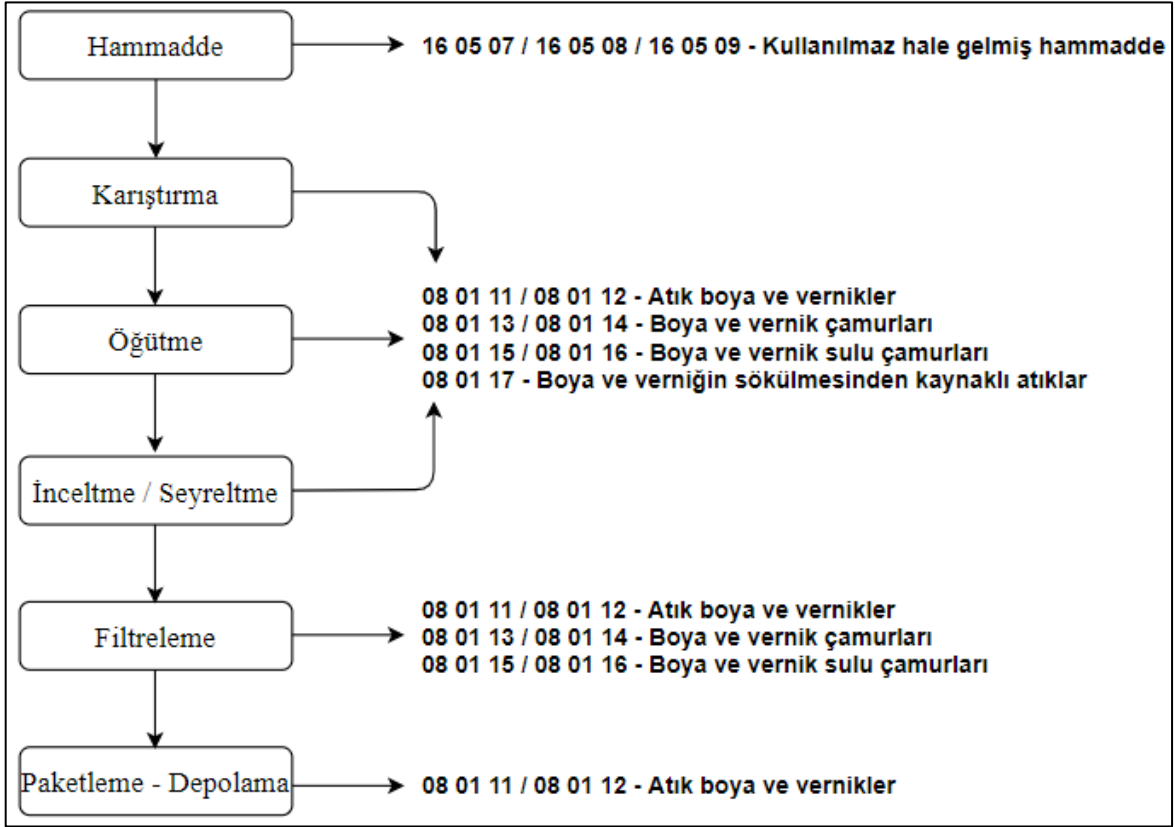 Hammadde
16 05 07 / 16 05 08 / 16 05 09 - Kullanılmaz hale gelmiş hammadde
Karıştırma
Öğütme
08 01 11 / 08 01 12 - Atık boya ve vernikler
08 01 13 / 08 01 14 - Boya ve vernik çamurları
08 01 15 / 08 01 16 - Boya ve vernik sulu çamurları
08 01 17 - Boya ve verniğin sökülmesinden kaynaklı atıklar
İnceltme / Seyreltme
Filtreleme
08 01 11 / 08 01 12 - Atık boya ve vernikler
08 01 13 / 08 01 14 - Boya ve vernik çamurları
08 01 15 / 08 01 16 - Boya ve vernik sulu çamurları
Paketleme - Depolama
08 01 11 / 08 01 12 - Atık boya ve vernikler